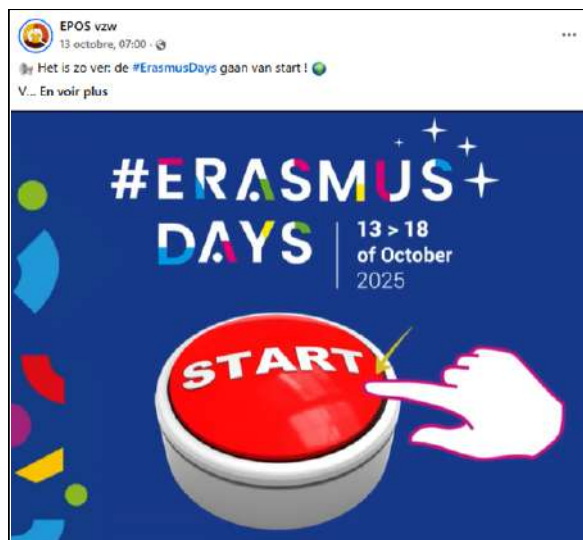 EPOS vzw
13 octobre, 07:00 ·
Het is zo ver: de #ErasmusDays gaan van start !
V... En voir plus
#ERASMUS
DAYS
13 > 18
of October
2025
START